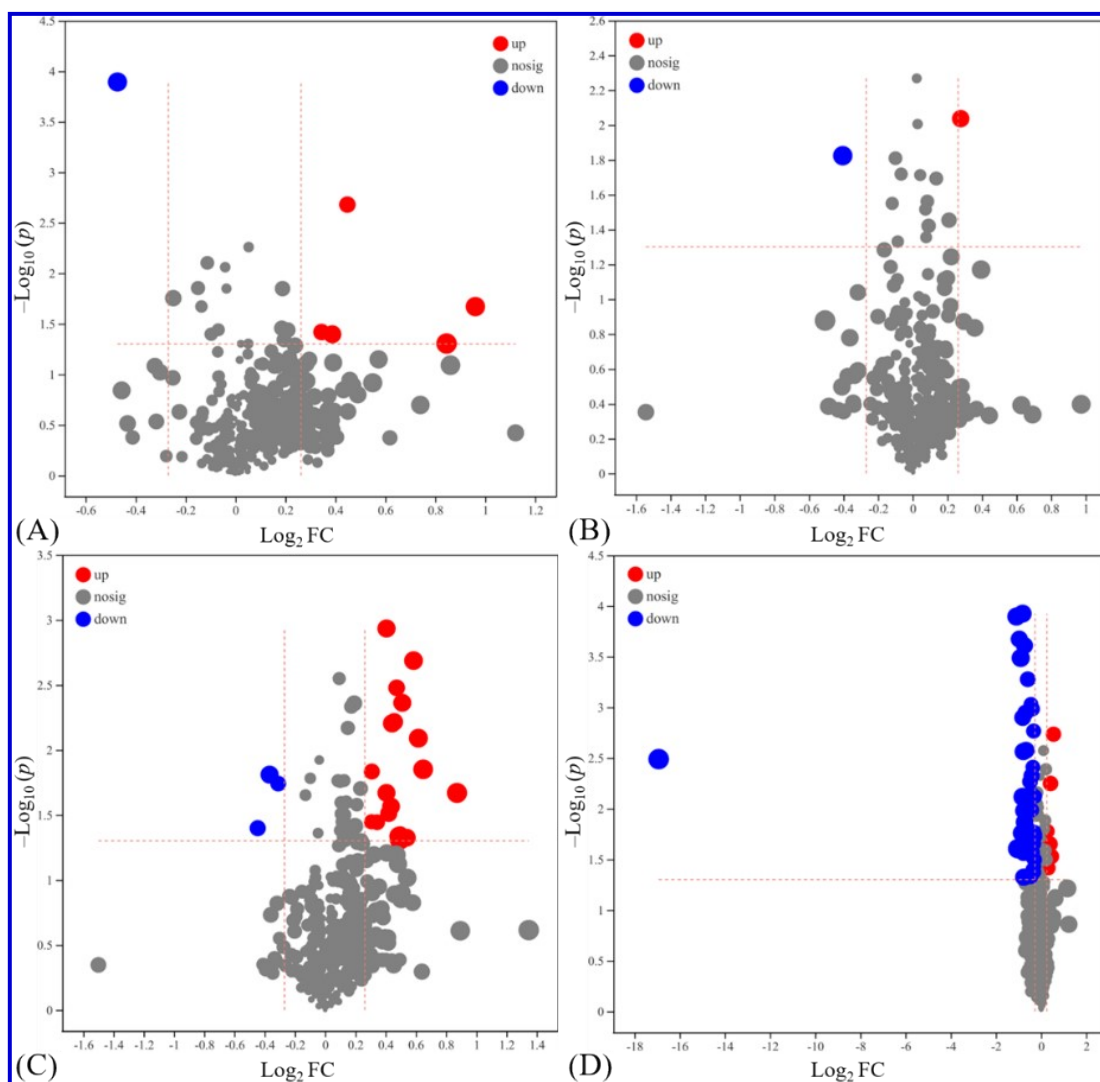 4.5
4
3.5
3
2.5
2
1.5
1
0.5
0
−Log10 (p)
up
nosig
down
-0.6 -0.4 -0.2 0 0.2 0.4 0.6 0.8 1 1.2
(A)
Log2 FC
2.6
2.4
2.2
2
1.8
1.6
1.4
1.2
1
0.8
0.6
0.4
0.2
0
−Log10 (p)
up
nosig
down
-1.6 -1.4 -1.2 -1 -0.8 -0.6 -0.4 -0.2 0 0.2 0.4 0.6 0.8 1
(B)
Log2 FC
3.5
3
2.5
2
1.5
1
0.5
0
−Log10 (p)
up
nosig
down
-1.6 -1.4 -1.2 -1 -0.8 -0.6 -0.4 -0.2 0 0.2 0.4 0.6 0.8 1 1.2 1.4
(C)
Log2 FC
4.5
4
3.5
3
2.5
2
1.5
1
0.5
0
−Log10 (p)
up
nosig
down
-18 -16 -14 -12 -10 -8 -6 -4 -2 0 2
(D)
Log2 FC